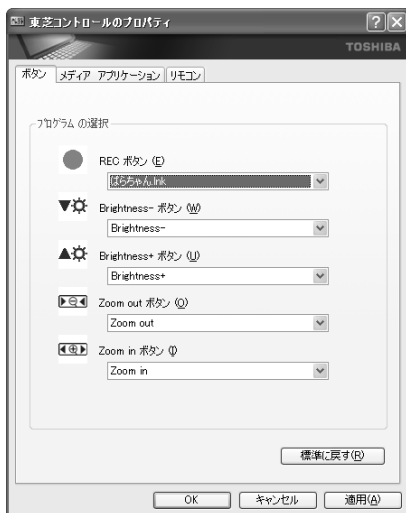 東芝コントロールのプロパティ
TOSHIBA
ボタン メディア アプリケーション リモコン
プログラム の選択
REC ボタン (E)
ぱらちゃん.lnk
Brightness- ボタン (W)
Brightness-
Brightness+ ボタン (U)
Brightness+
Zoom out ボタン (O)
Zoom out
Zoom in ボタン (I)
Zoom in
標準に戻す(R)
OK キャンセル 適用(A)